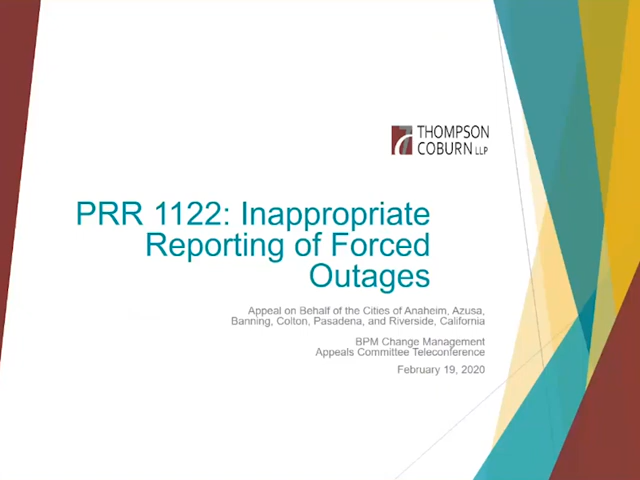 THOMPSON
COBURN LLP
PRR 1122: Inappropriate
Reporting of Forced
Outages
Appeal on Behalf of the Cities of Anaheim, Azusa,
Banning, Colton, Pasadena, and Riverside, California
BPM Change Management
Appeals Committee Teleconference
February 19, 2020